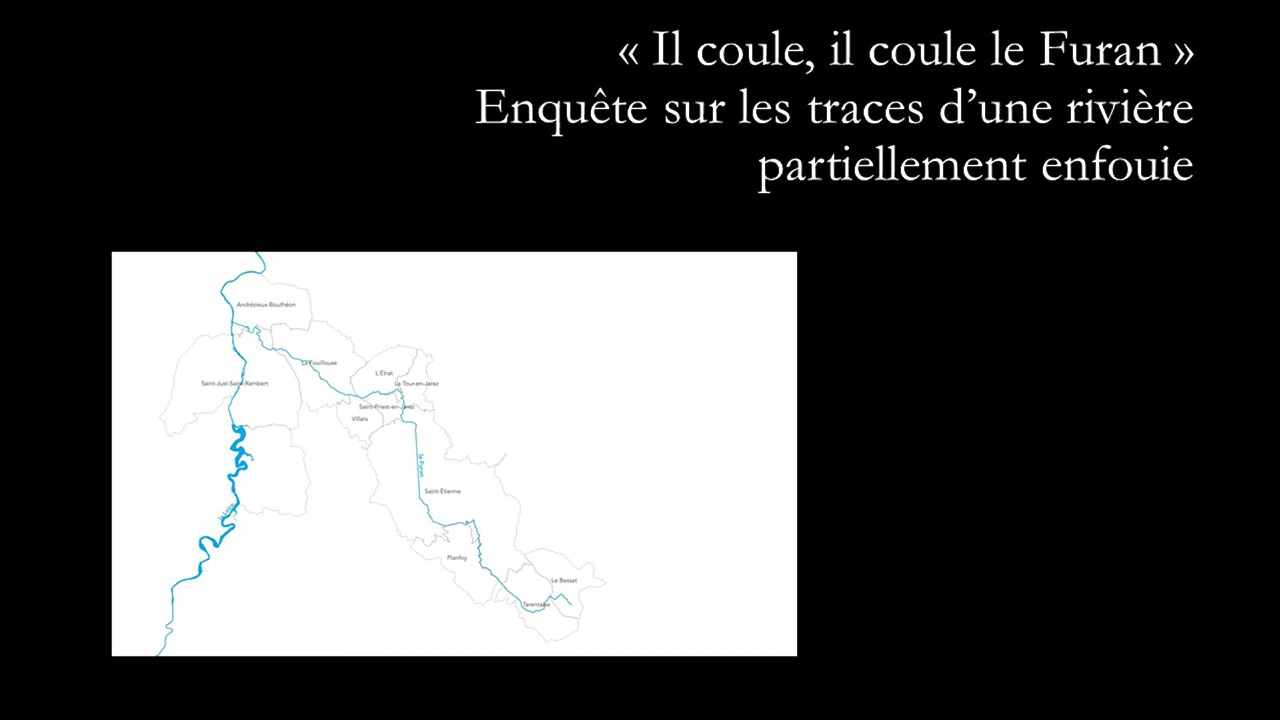 « Il coule, il coule le Furan »
Enquête sur les traces d’une rivière
partiellement enfouie
Andrézieux-Bouthéon
La Fouillouse
L'Étrat
Saint-Just-Saint-Rambert
La Tour-en-Jarez
Saint-Priest-en-Jarez
Villars
le Furan
Saint-Étienne
la Loire
Planfoy
Le Bessat
Tarentaise